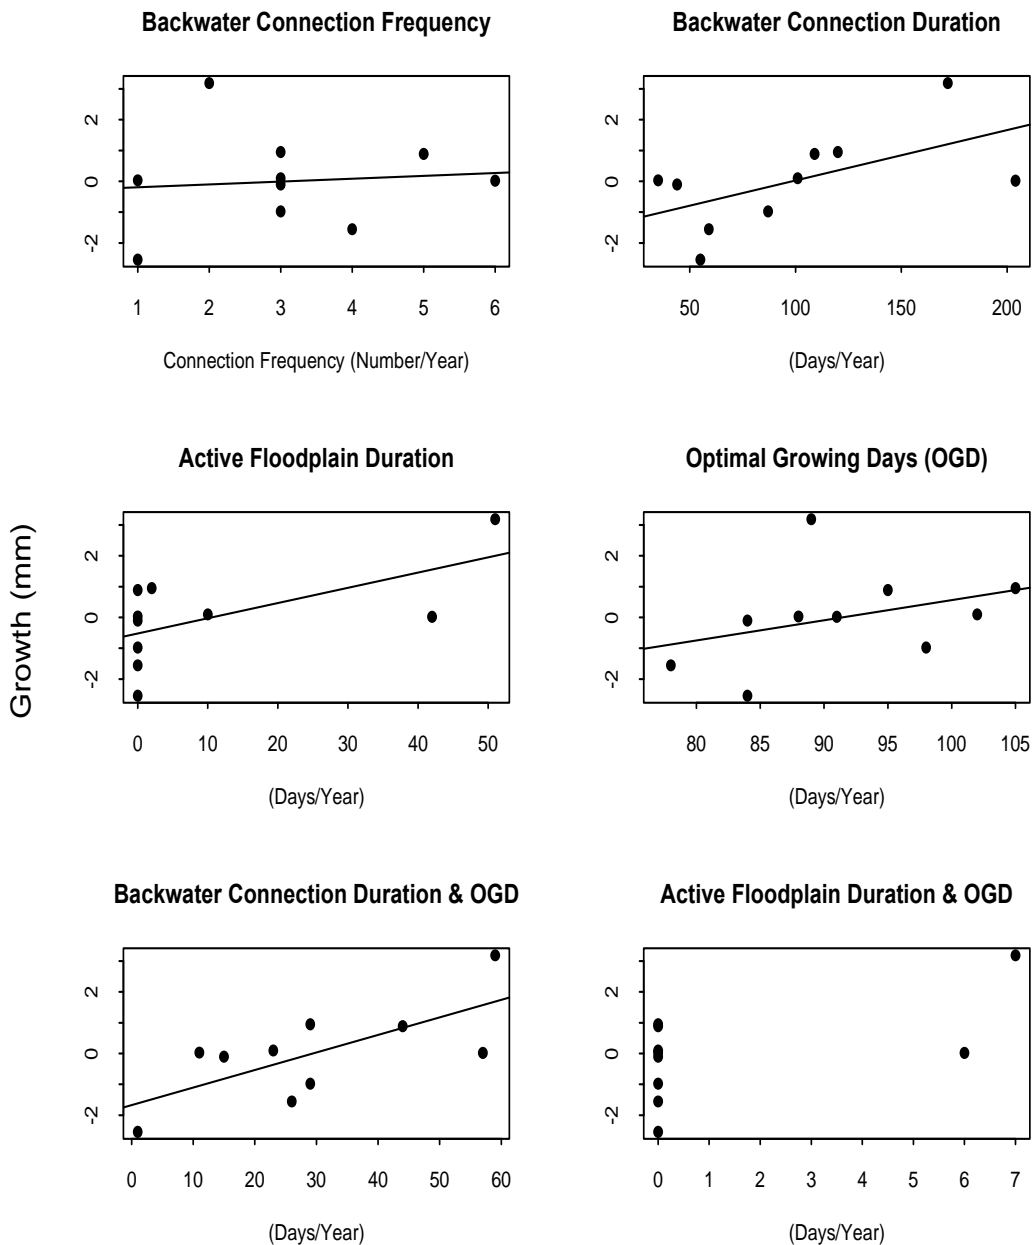 Backwater Connection Frequency
2
0
-2
1 2 3 4 5 6
Connection Frequency (Number/Year)
Backwater Connection Duration
2
0
-2
50 100 150 200
(Days/Year)
Growth (mm)
Active Floodplain Duration
2
0
-2
0 10 20 30 40 50
(Days/Year)
Optimal Growing Days (OGD)
2
0
-2
80 85 90 95 100 105
(Days/Year)
Backwater Connection Duration & OGD
2
0
-2
0 10 20 30 40 50 60
(Days/Year)
Active Floodplain Duration & OGD
2
0
-2
0 1 2 3 4 5 6 7
(Days/Year)